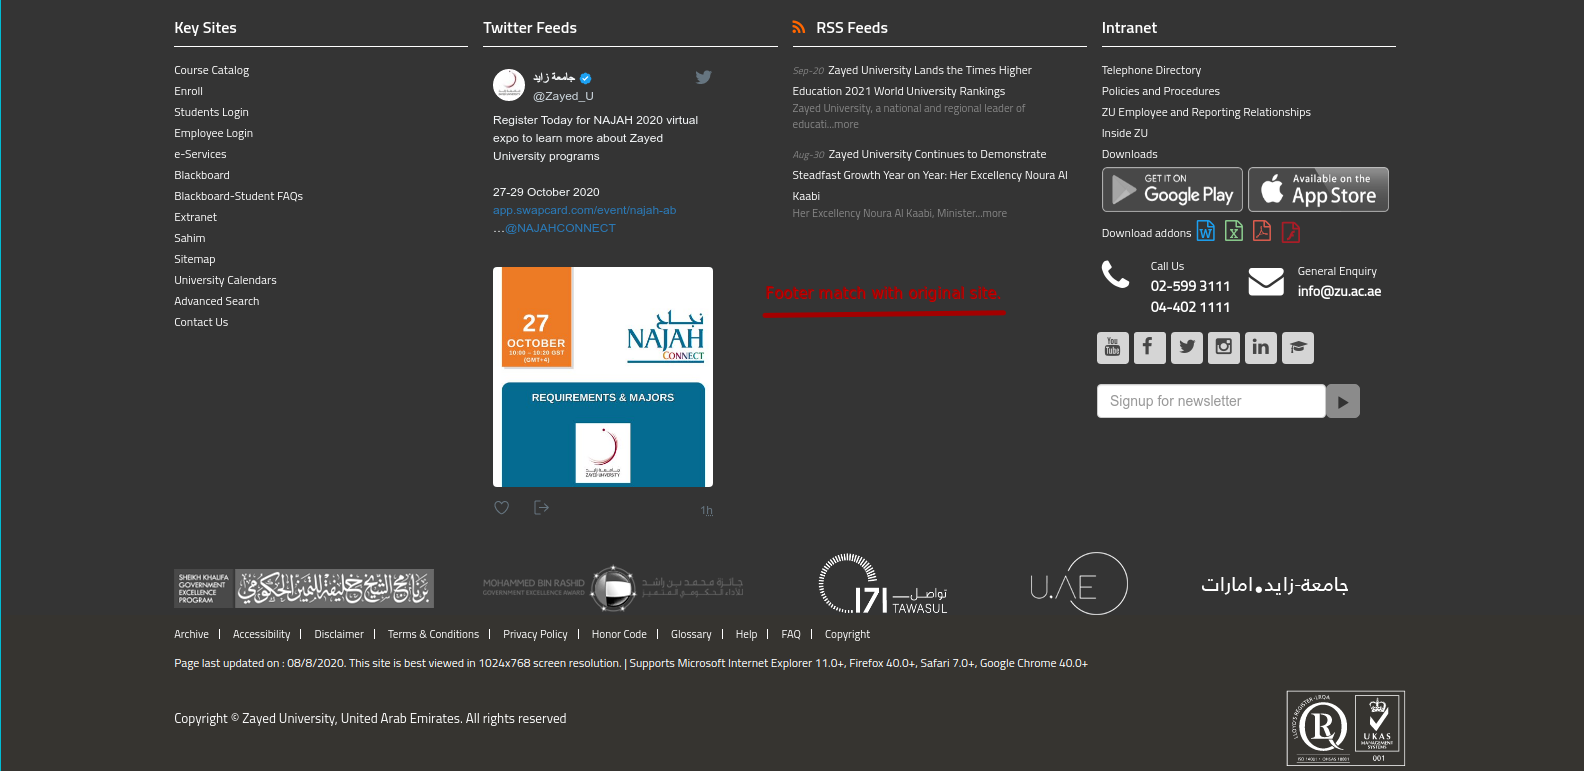 Key Sites
Course Catalog
Enroll
Students Login
Employee Login
e-Services
Blackboard
Blackboard-Student FAQs
Extranet
Sahim
Sitemap
University Calendars
Advanced Search
Contact Us
Twitter Feeds
جامعة زايد
@Zayed_U
Register Today for NAJAH 2020 virtual
expo to learn more about Zayed
University programs
27-29 October 2020
app.swapcard.com/event/najah-ab
…@NAJAHCONNECT
27
OCTOBER
10:00 – 10:20 GST
(GMT+4)
نجاح
NAJAH
CONNECT
REQUIREMENTS & MAJORS
جامعة زايد
ZAYED UNIVERSITY
1h
RSS Feeds
Sep-20 Zayed University Lands the Times Higher
Education 2021 World University Rankings
Zayed University, a national and regional leader of
educati...more
Aug-30 Zayed University Continues to Demonstrate
Steadfast Growth Year on Year: Her Excellency Noura Al
Kaabi
Her Excellency Noura Al Kaabi, Minister...more
Footer match with original site.
Intranet
Telephone Directory
Policies and Procedures
ZU Employee and Reporting Relationships
Inside ZU
Downloads
GET IT ON
Google Play
Available on the
App Store
Download addons
Call Us
02-599 3111
04-402 1111
General Enquiry
info@zu.ac.ae
You
Tube
Signup for newsletter
SHEIKH KHALIFA
GOVERNMENT
EXCELLENCE
PROGRAM
برنامج الشيخ خليفة للتميز الحكومي
MOHAMMED BIN RASHID
GOVERNMENT EXCELLENCE AWARD
جائزة محمد بن راشد
للأداء الحكومي المتميز
171
تواصل
TAWASUL
U.AE
جامعة-زايد.امارات
Archive | Accessibility | Disclaimer | Terms & Conditions | Privacy Policy | Honor Code | Glossary | Help | FAQ | Copyright
Page last updated on : 08/8/2020. This site is best viewed in 1024x768 screen resolution. | Supports Microsoft Internet Explorer 11.0+, Firefox 40.0+, Safari 7.0+, Google Chrome 40.0+
Copyright © Zayed University, United Arab Emirates. All rights reserved
LLOYD'S REGISTER LRQA
UKAS
MANAGEMENT
SYSTEMS
001